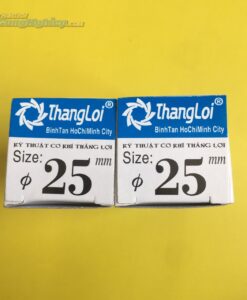 ThangLoi®
BinhTan HoChiMinh City
KỸ THUẬT CƠ KHÍ THẮNG LỢI
Size:
φ 25 mm
ThangLoi®
BinhTan HoChiMinh City
KỸ THUẬT CƠ KHÍ THẮNG LỢI
Size:
φ 25 mm